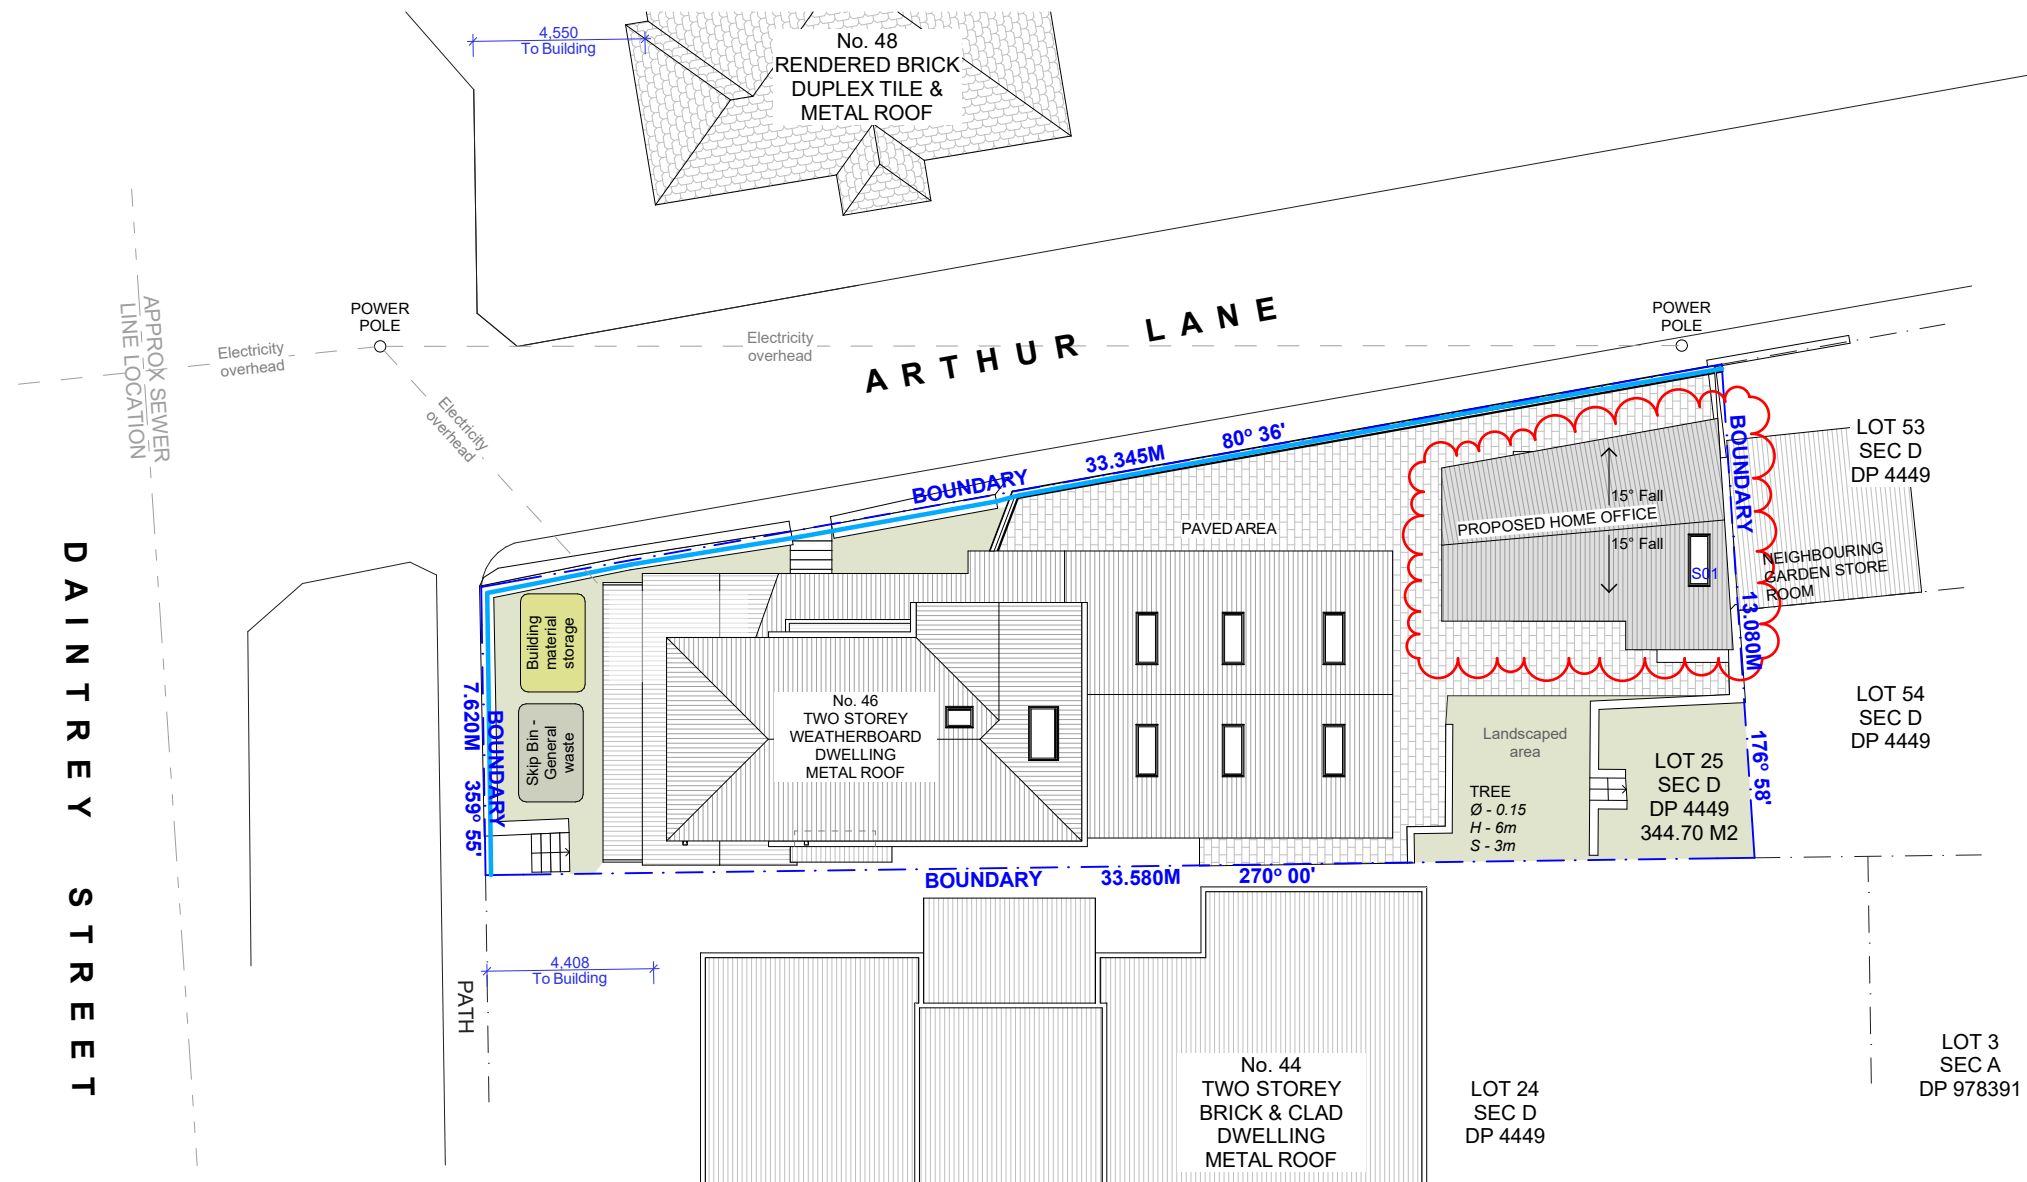 4,550
To Building
No. 48
RENDERED BRICK
DUPLEX TILE &
METAL ROOF
APPROX SEWER
LINE LOCATION
Electricity
overhead
POWER
POLE
Electricity
overhead
Electricity
overhead
ARTHUR LANE
POWER
POLE
DAINTREY STREET
BOUNDARY 33.345M 80º 36'
BOUNDARY 13.080M 176º 58'
LOT 53
SEC D
DP 4449
15° Fall
PROPOSED HOME OFFICE
15° Fall
S01
NEIGHBOURING
GARDEN STORE
ROOM
PAVED AREA
Building
material
storage
Skip Bin -
General
waste
7.620M 359º 55'
BOUNDARY
No. 46
TWO STOREY
WEATHERBOARD
DWELLING
METAL ROOF
Landscaped
area
TREE
Ø - 0.15
H - 6m
S - 3m
LOT 25
SEC D
DP 4449
344.70 M2
LOT 54
SEC D
DP 4449
BOUNDARY 33.580M 270º 00'
4,408
To Building
PATH
No. 44
TWO STOREY
BRICK & CLAD
DWELLING
METAL ROOF
LOT 24
SEC D
DP 4449
LOT 3
SEC A
DP 978391